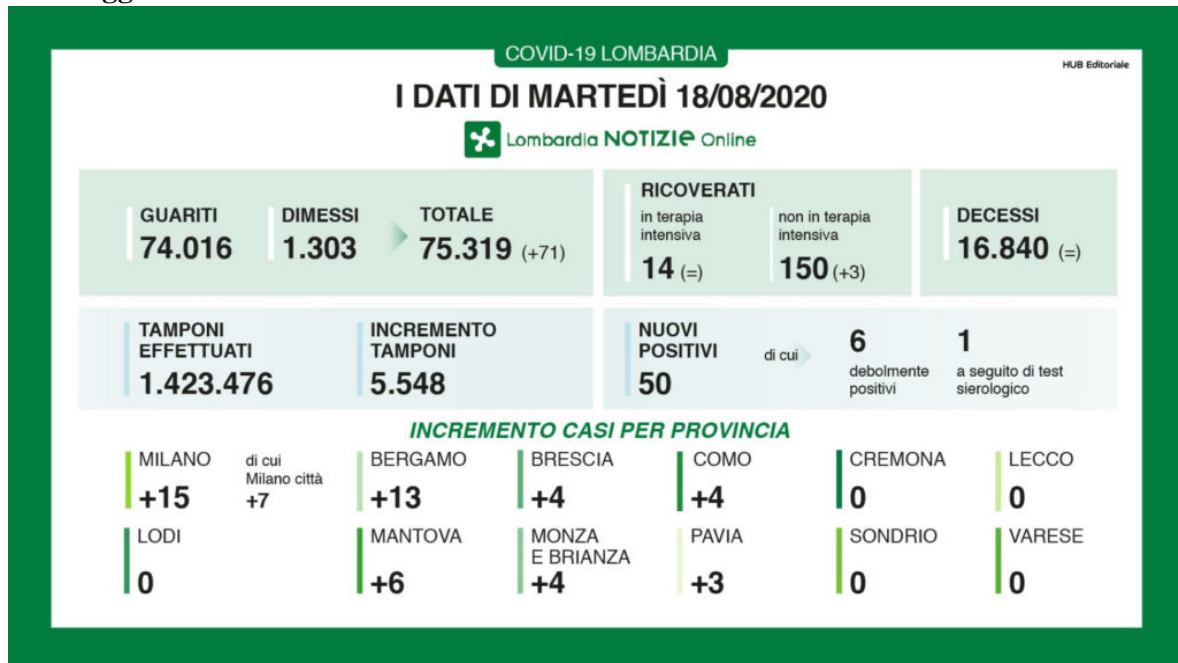 gg
COVID-19 LOMBARDIA
HUB Editoriale
I DATI DI MARTEDÌ 18/08/2020
Lombardia NOTIZIE Online
GUARITI
74.016
DIMESSI
1.303
TOTALE
75.319 (+71)
RICOVERATI
in terapia
intensiva
14 (=)
non in terapia
intensiva
150 (+3)
DECESSI
16.840 (=)
TAMPONI
EFFETTUATI
1.423.476
INCREMENTO
TAMPONI
5.548
NUOVI
POSITIVI
50
di cui
6
debolmente
positivi
1
a seguito di test
sierologico
INCREMENTO CASI PER PROVINCIA
MILANO
+15
di cui
Milano città
+7
BERGAMO
+13
BRESCIA
+4
COMO
+4
CREMONA
0
LECCO
0
LODI
0
MANTOVA
+6
MONZA
E BRIANZA
+4
PAVIA
+3
SONDRIO
0
VARESE
0